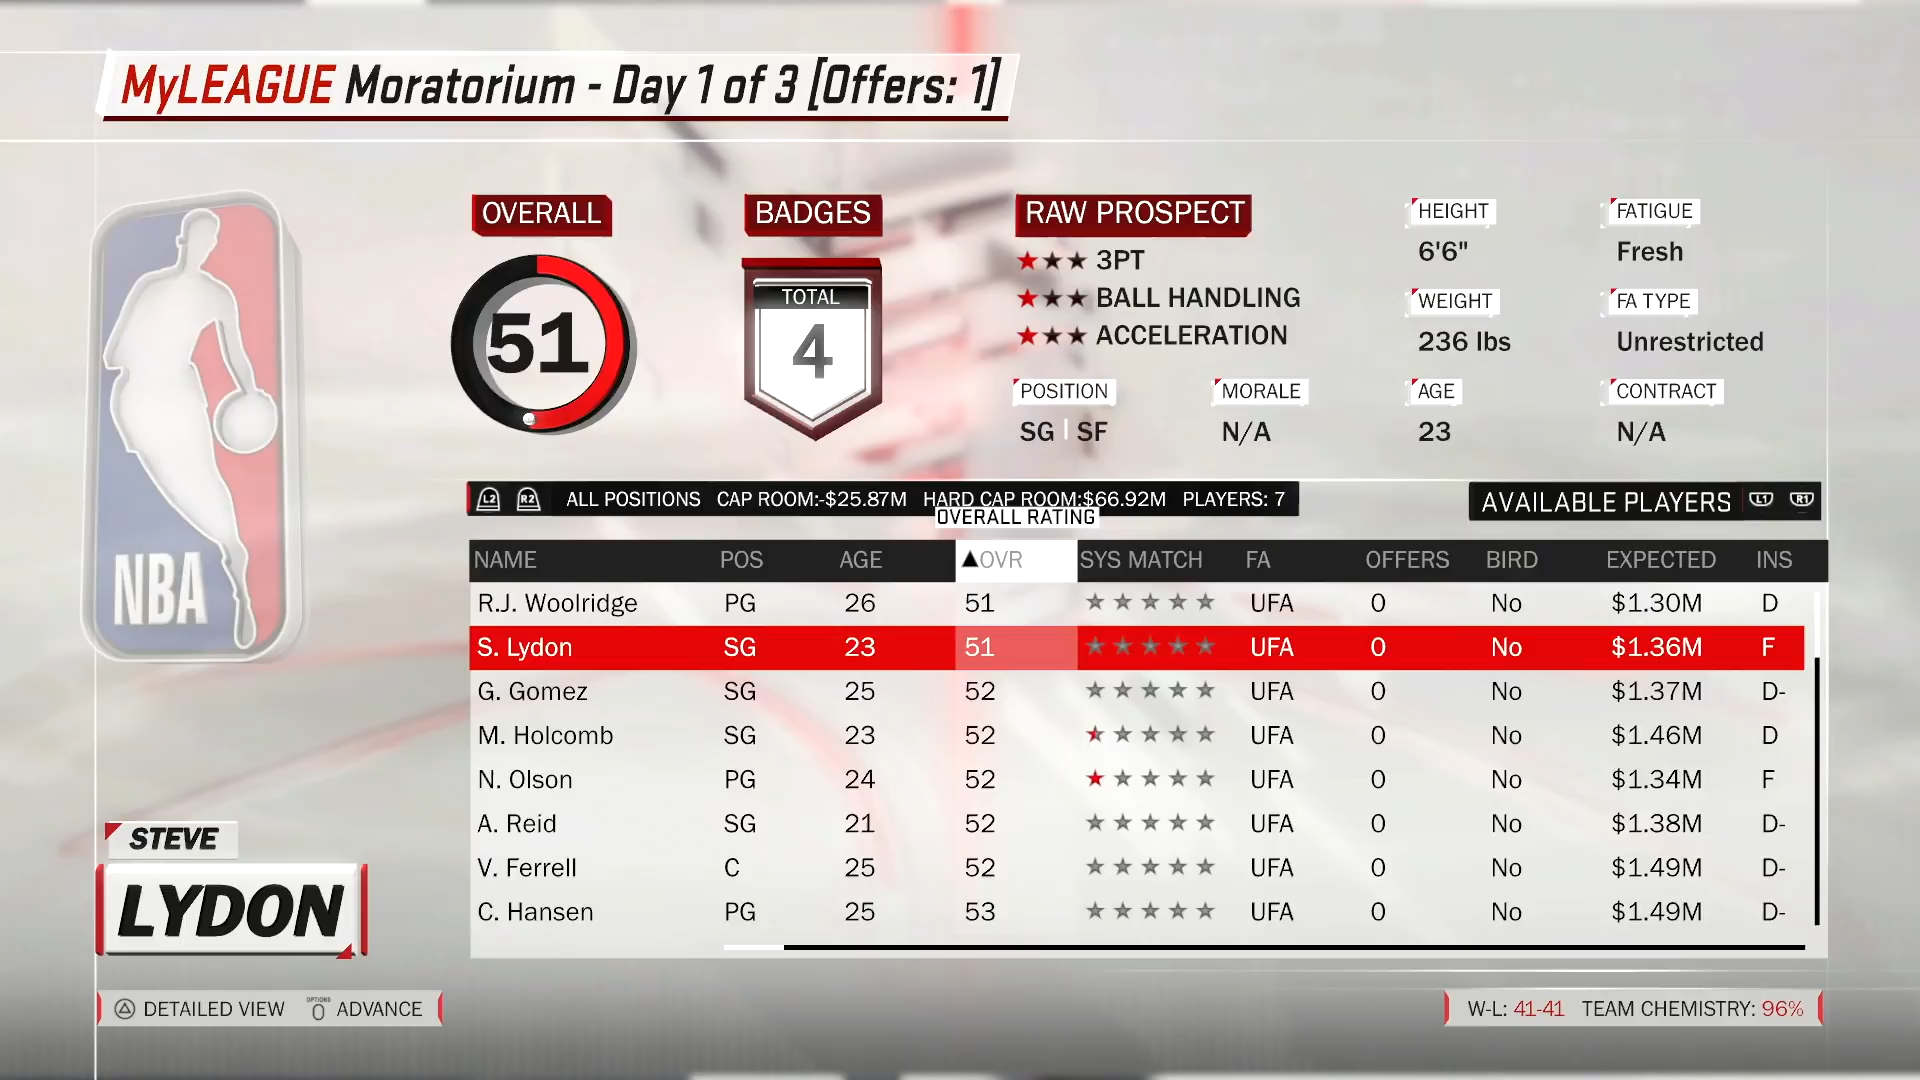 MyLEAGUE Moratorium - Day 1 of 3 [Offers: 1]
OVERALL
51
BADGES
TOTAL
4
RAW PROSPECT
3PT
BALL HANDLING
ACCELERATION
POSITION
SG | SF
MORALE
N/A
HEIGHT
6'6"
WEIGHT
236 lbs
AGE
23
FATIGUE
Fresh
FA TYPE
Unrestricted
CONTRACT
N/A
NBA
L2 R2 ALL POSITIONS CAP ROOM:-$25.87M HARD CAP ROOM:$66.92M PLAYERS: 7
AVAILABLE PLAYERS L1 R1
OVERALL RATING
NAME POS AGE OVR SYS MATCH FA OFFERS BIRD EXPECTED INS
R.J. Woolridge PG 26 51 UFA 0 No $1.30M D
S. Lydon SG 23 51 UFA 0 No $1.36M F
G. Gomez SG 25 52 UFA 0 No $1.37M D-
M. Holcomb SG 23 52 UFA 0 No $1.46M D
N. Olson PG 24 52 UFA 0 No $1.34M F
A. Reid SG 21 52 UFA 0 No $1.38M D-
V. Ferrell C 25 52 UFA 0 No $1.49M D-
C. Hansen PG 25 53 UFA 0 No $1.49M D-
STEVE
LYDON
DETAILED VIEW OPTIONS ADVANCE
W-L: 41-41 TEAM CHEMISTRY: 96%